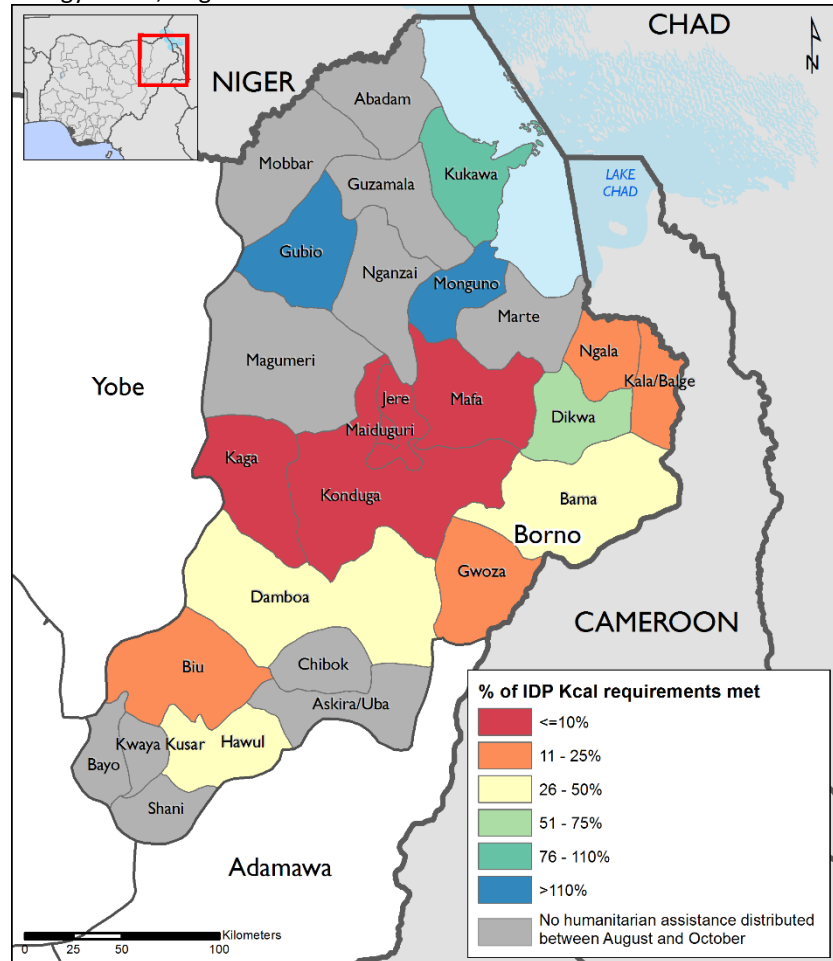 CHAD
NIGER
N
Abadam
Mobbar
Guzamala
Kukawa
LAKE
CHAD
Gubio
Nganzai
Monguno
Marte
Magumeri
Ngala
Kala/Balge
Yobe
Jere
Mafa
Dikwa
Maiduguri
Kaga
Konduga
Bama
Borno
Gwoza
Damboa
CAMEROON
Biu
Chibok
Askira/Uba
Kwaya Kusar
Hawul
Bayo
Shani
Adamawa
% of IDP Kcal requirements met
<=10%
11 - 25%
26 - 50%
51 - 75%
76 - 110%
>110%
No humanitarian assistance distributed
between August and October
Kilometers
0 25 50 100